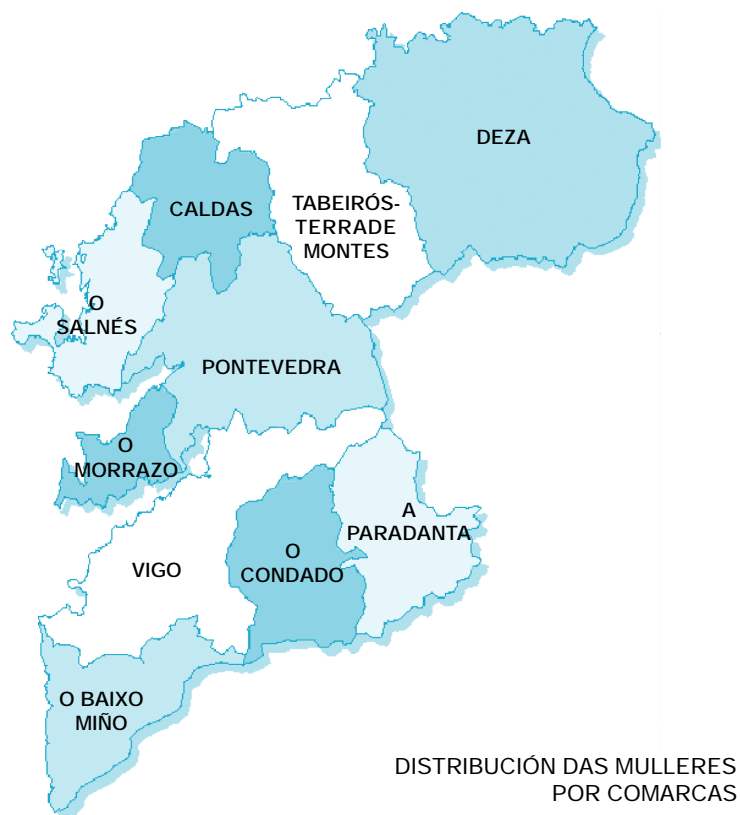 DEZA
CALDAS
TABEIRÓS-
TERRADE
MONTES
O
SALNÉS
PONTEVEDRA
O
MORRAZO
A
PARADANTA
O
CONDADO
VIGO
O BAIXO
MIÑO
DISTRIBUCIÓN DAS MULLERES
POR COMARCAS